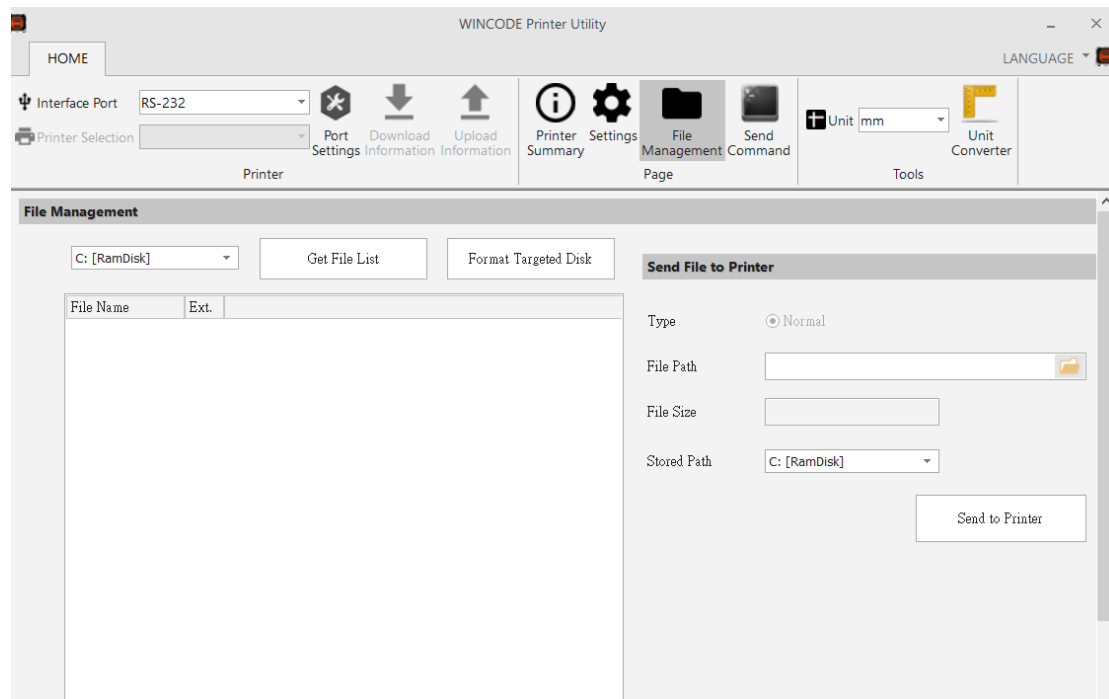 WINCODE Printer Utility
HOME
LANGUAGE
Interface Port RS-232
Printer Selection
Port Settings
Download Information
Upload Information
Printer
Printer Summary
Settings
File Management
Send Command
Page
Unit mm
Unit Converter
Tools
File Management
C: [RamDisk] Get File List Format Targeted Disk
File Name Ext.
Send File to Printer
Type Normal
File Path
File Size
Stored Path C: [RamDisk]
Send to Printer